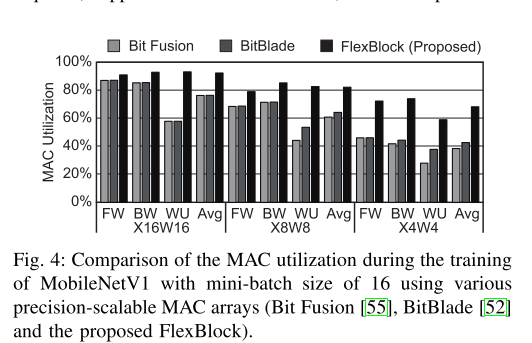 Bit Fusion BitBlade FlexBlock (Proposed)
MAC Utilization
100%
80%
60%
40%
20%
0%
FW BW WU Avg FW BW WU Avg FW BW WU Avg
X16W16 X8W8 X4W4
Fig. 4: Comparison of the MAC utilization during the training
of MobileNetV1 with mini-batch size of 16 using various
precision-scalable MAC arrays (Bit Fusion [55], BitBlade [52]
and the proposed FlexBlock).